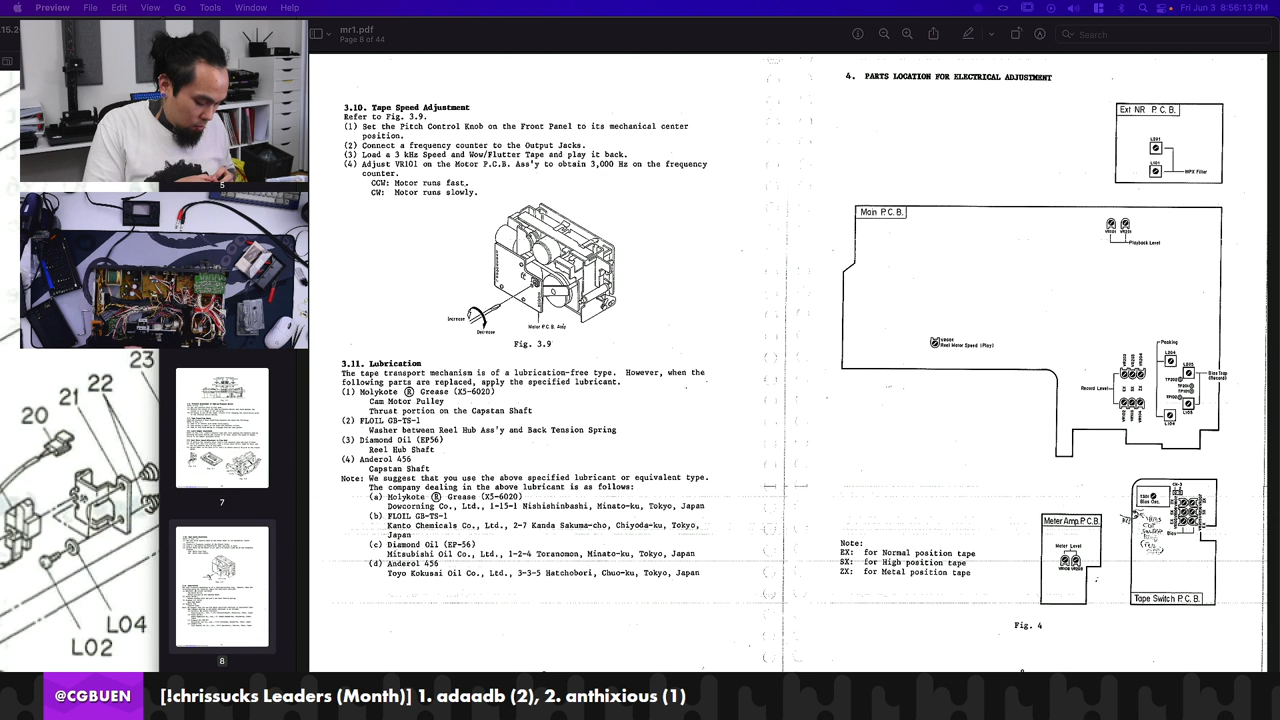 Preview File Edit View Go Tools Window Help
Fri Jun 3 8:56:13 PM
mr1.pdf
Page 8 of 44
Search
3.10. Tape Speed Adjustment
Refer to Fig. 3.9.
(1) Set the Pitch Control Knob on the Front Panel to its mechanical center
position.
(2) Connect a frequency counter to the Output Jacks.
(3) Load a 3 kHz Speed and Wow/Flutter Tape and play it back.
(4) Adjust VR101 on the Motor P.C.B. Ass'y to obtain 3,000 Hz on the frequency
counter.
CCW: Motor runs fast.
CW: Motor runs slowly.
Increase
Decrease
Motor P.C.B. Ass'y
Fig. 3.9
3.11. Lubrication
The tape transport mechanism is of a lubrication-free type. However, when the
following parts are replaced, apply the specified lubricant.
(1) Molykote ® Grease (X5-6020)
Cam Motor Pulley
Thrust portion on the Capstan Shaft
(2) FLOIL GB-TS-1
Washer between Reel Hub Ass'y and Back Tension Spring
(3) Diamond Oil (EP56)
Reel Hub Shaft
(4) Anderol 456
Capstan Shaft
Note: We suggest that you use the above specified lubricant or equivalent type.
The company dealing in the above lubricant is as follows:
(a) Molykote ® Grease (X5-6020)
Dowcorning Co., Ltd., 1-15-1 Nishishinbashi, Minato-ku, Tokyo, Japan
(b) FLOIL GB-TS-1
Kanto Chemicals Co., Ltd., 2-7 Kanda Sakuma-cho, Chiyoda-ku, Tokyo,
Japan
(c) Diamond Oil (EP-56)
Mitsubishi Oil Co., Ltd., 1-2-4 Toranomon, Minato-ku, Tokyo, Japan
(d) Anderol 456
Toyo Kokusai Oil Co., Ltd., 3-3-5 Hatchobori, Chuo-ku, Tokyo, Japan
4. PARTS LOCATION FOR ELECTRICAL ADJUSTMENT
Ext NR P.C.B.
L201
L101
MPX Filter
Main P.C.B.
Playback Level
Reel Motor Speed (Play)
Peaking
L204
L205
Bias Trap
(Record)
Record Level
L105
L104
Meter Amp. P.C.B.
Meter Level
Bias Osc.
Bias
Tape Switch P.C.B.
Note:
EX: for Normal position tape
SX: for High position tape
ZX: for Metal position tape
Fig. 4
5
7
8
23
22
21
20
L04
L02
@CGBUEN
[!chrissucks Leaders (Month)] 1. adaadb (2), 2. anthixious (1)